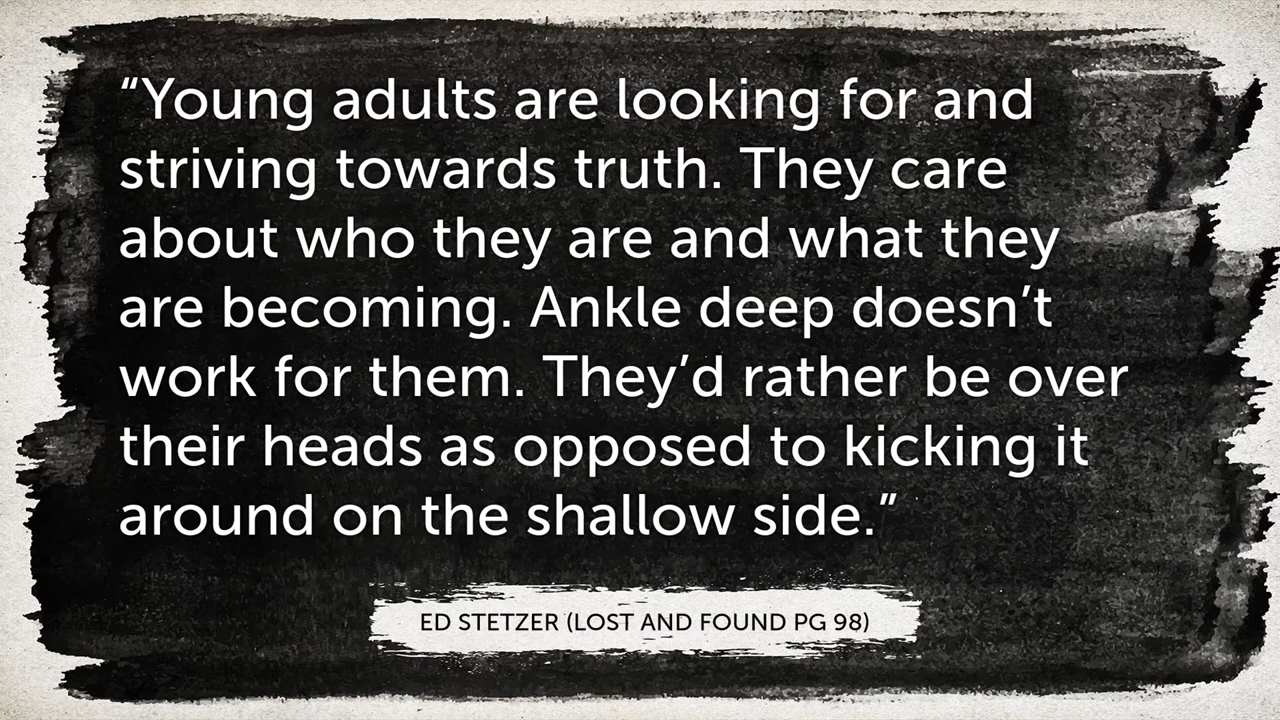 “Young adults are looking for and
striving towards truth. They care
about who they are and what they
are becoming. Ankle deep doesn’t
work for them. They’d rather be over
their heads as opposed to kicking it
around on the shallow side.”
ED STETZER (LOST AND FOUND PG 98)